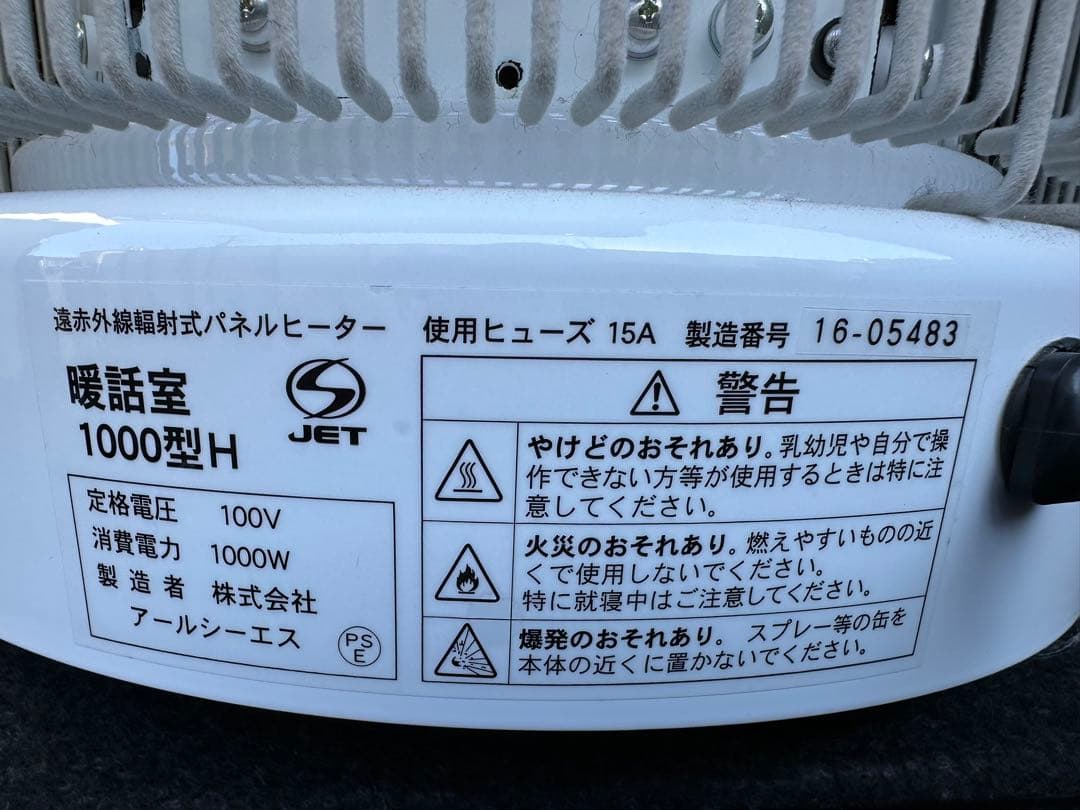 遠赤外線輻射式パネルヒーター
暖話室
1000型H
JET
定格電圧 100V
消費電力 1000W
製造者 株式会社
アールシーエス
PS
E
使用ヒューズ 15A 製造番号 16-05483
警告
やけどのおそれあり。乳幼児や自分で操
作できない方等が使用するときは特に注
意してください。
火災のおそれあり。燃えやすいものの近
くで使用しないでください。
特に就寝中はご注意してください。
爆発のおそれあり。 スプレー等の缶を
本体の近くに置かないでください。